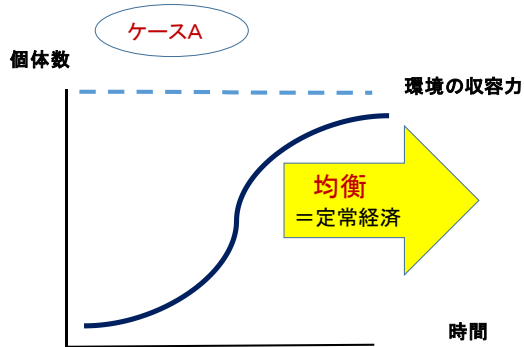 ケースA
個体数
環境の収容力
均衡
＝定常経済
時間